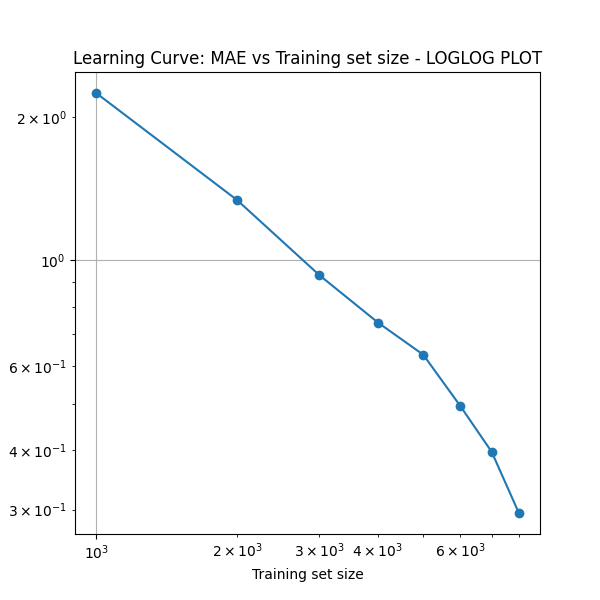 Learning Curve: MAE vs Training set size - LOGLOG PLOT
2 × 10⁰
10⁰
6 × 10⁻¹
4 × 10⁻¹
3 × 10⁻¹
10³ 2 × 10³ 3 × 10³ 4 × 10³ 6 × 10³
Training set size